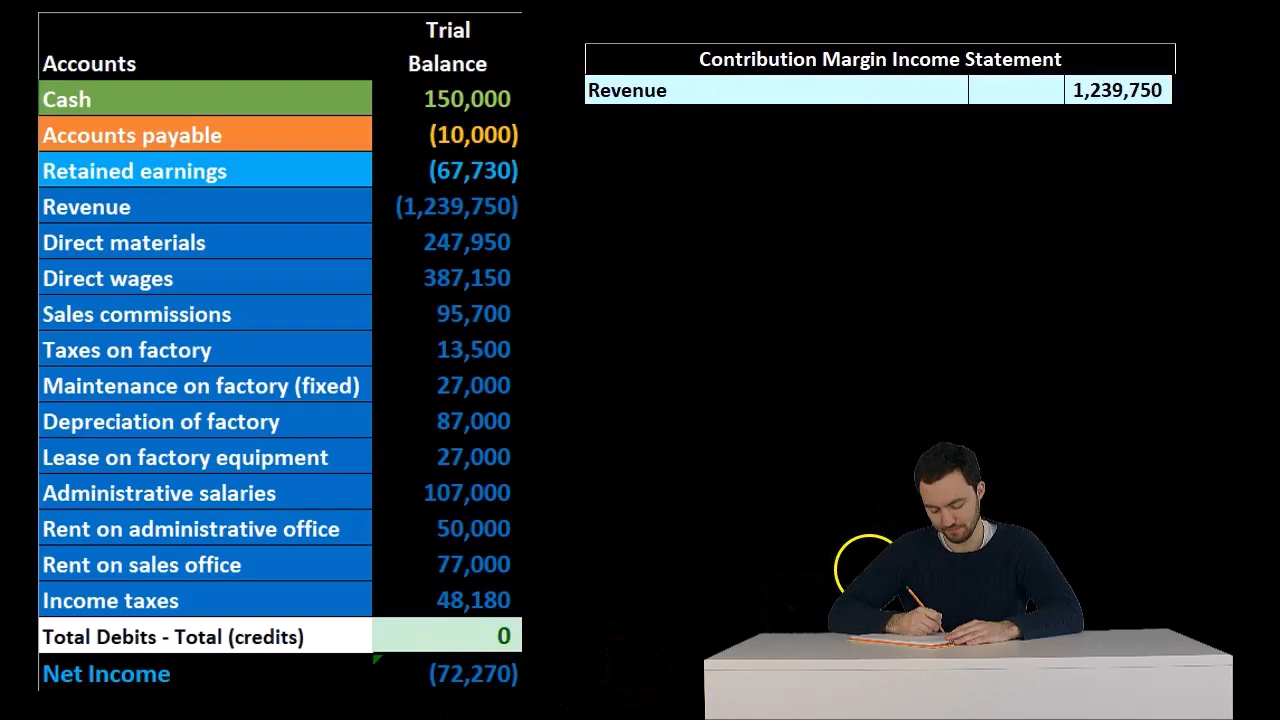 Trial
Accounts Balance
Cash 150,000
Accounts payable (10,000)
Retained earnings (67,730)
Revenue (1,239,750)
Direct materials 247,950
Direct wages 387,150
Sales commissions 95,700
Taxes on factory 13,500
Maintenance on factory (fixed) 27,000
Depreciation of factory 87,000
Lease on factory equipment 27,000
Administrative salaries 107,000
Rent on administrative office 50,000
Rent on sales office 77,000
Income taxes 48,180
Total Debits - Total (credits) 0
Net Income (72,270)
Contribution Margin Income Statement
Revenue 1,239,750